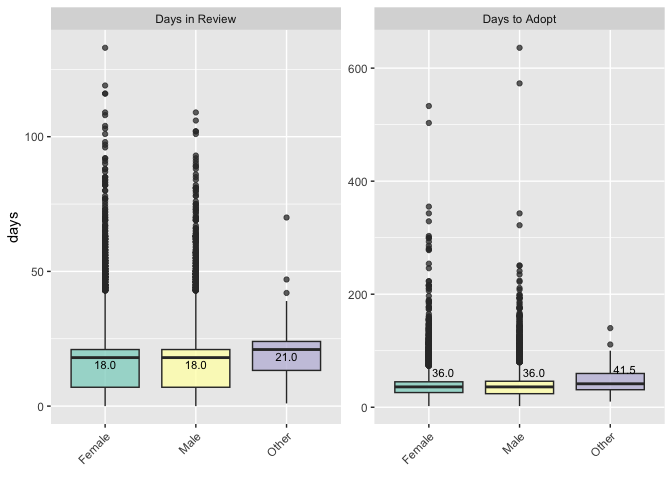 Days in Review
Days to Adopt
days
100
50
0
18.0
18.0
21.0
Female
Male
Other
600
400
200
0
36.0
36.0
41.5
Female
Male
Other